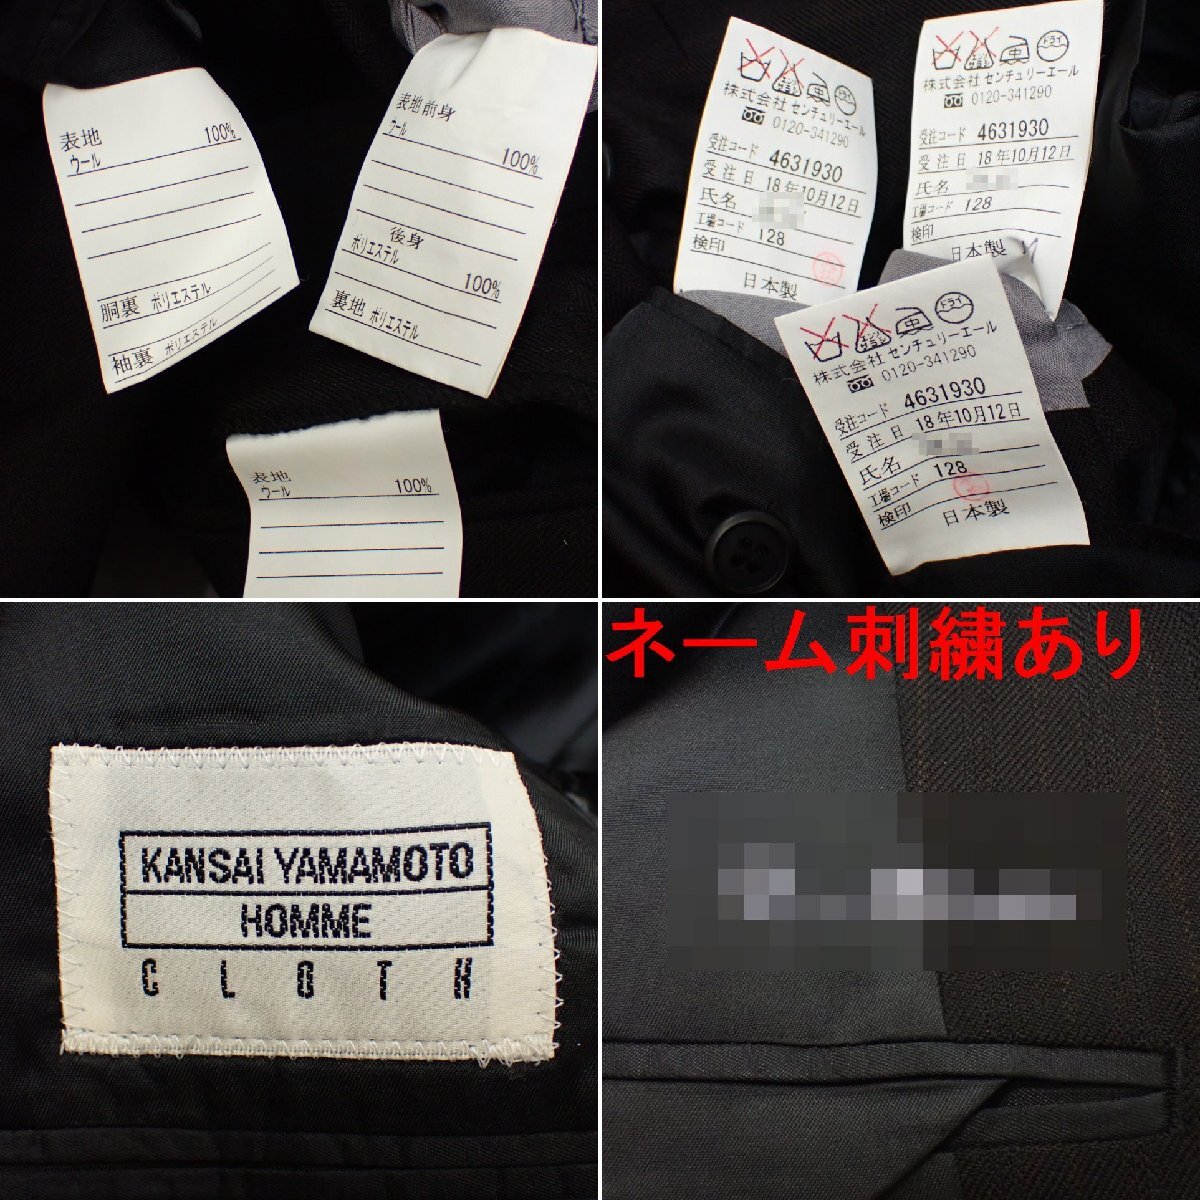 表地
ウール 100%
胴裏 ポリエステル
袖裏 ポリエステル
表地前身
ウール
100%
後身
ポリエステル
100%
裏地 ポリエステル
表地
ウール 100%
株式会社 センチュリーエール
0120-341290
受注コード 4631930
受注日 18年10月12日
氏名
工場コード 128
検印
日本製
ドライ
株式会社 センチュリーエール
0120-341290
受注コード 4631930
受注日 18年10月12日
氏名
工場コード 128
検印
日本製
ドライ
株式会社 センチュリーエール
0120-341290
受注コード 4631930
受注日 18年10月12日
氏名
工場コード 128
検印
日本製
KANSAI YAMAMOTO
HOMME
CLOTH
ネーム刺繍あり